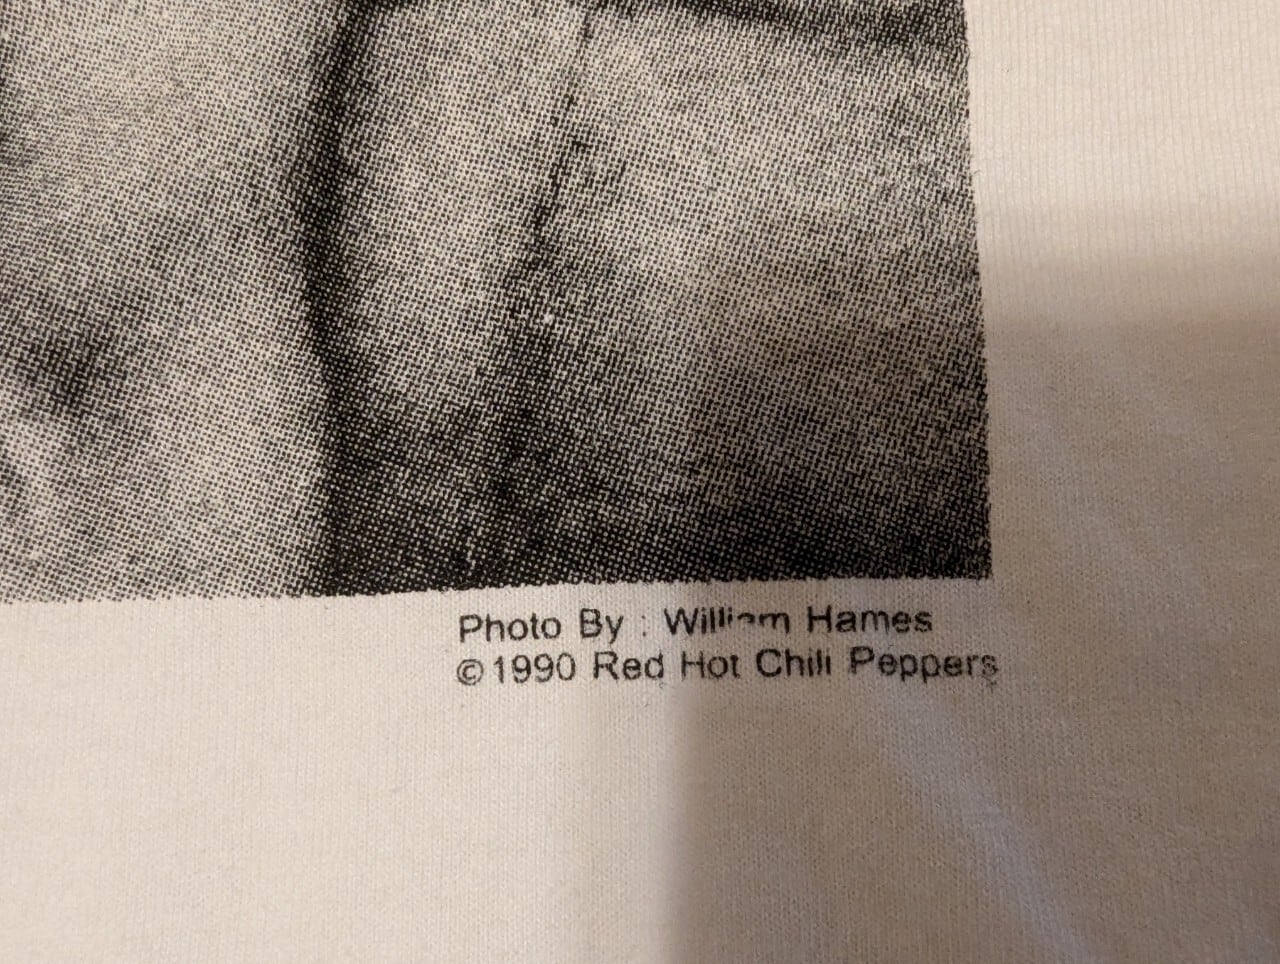 Photo By : William Hames
©1990 Red Hot Chili Peppers